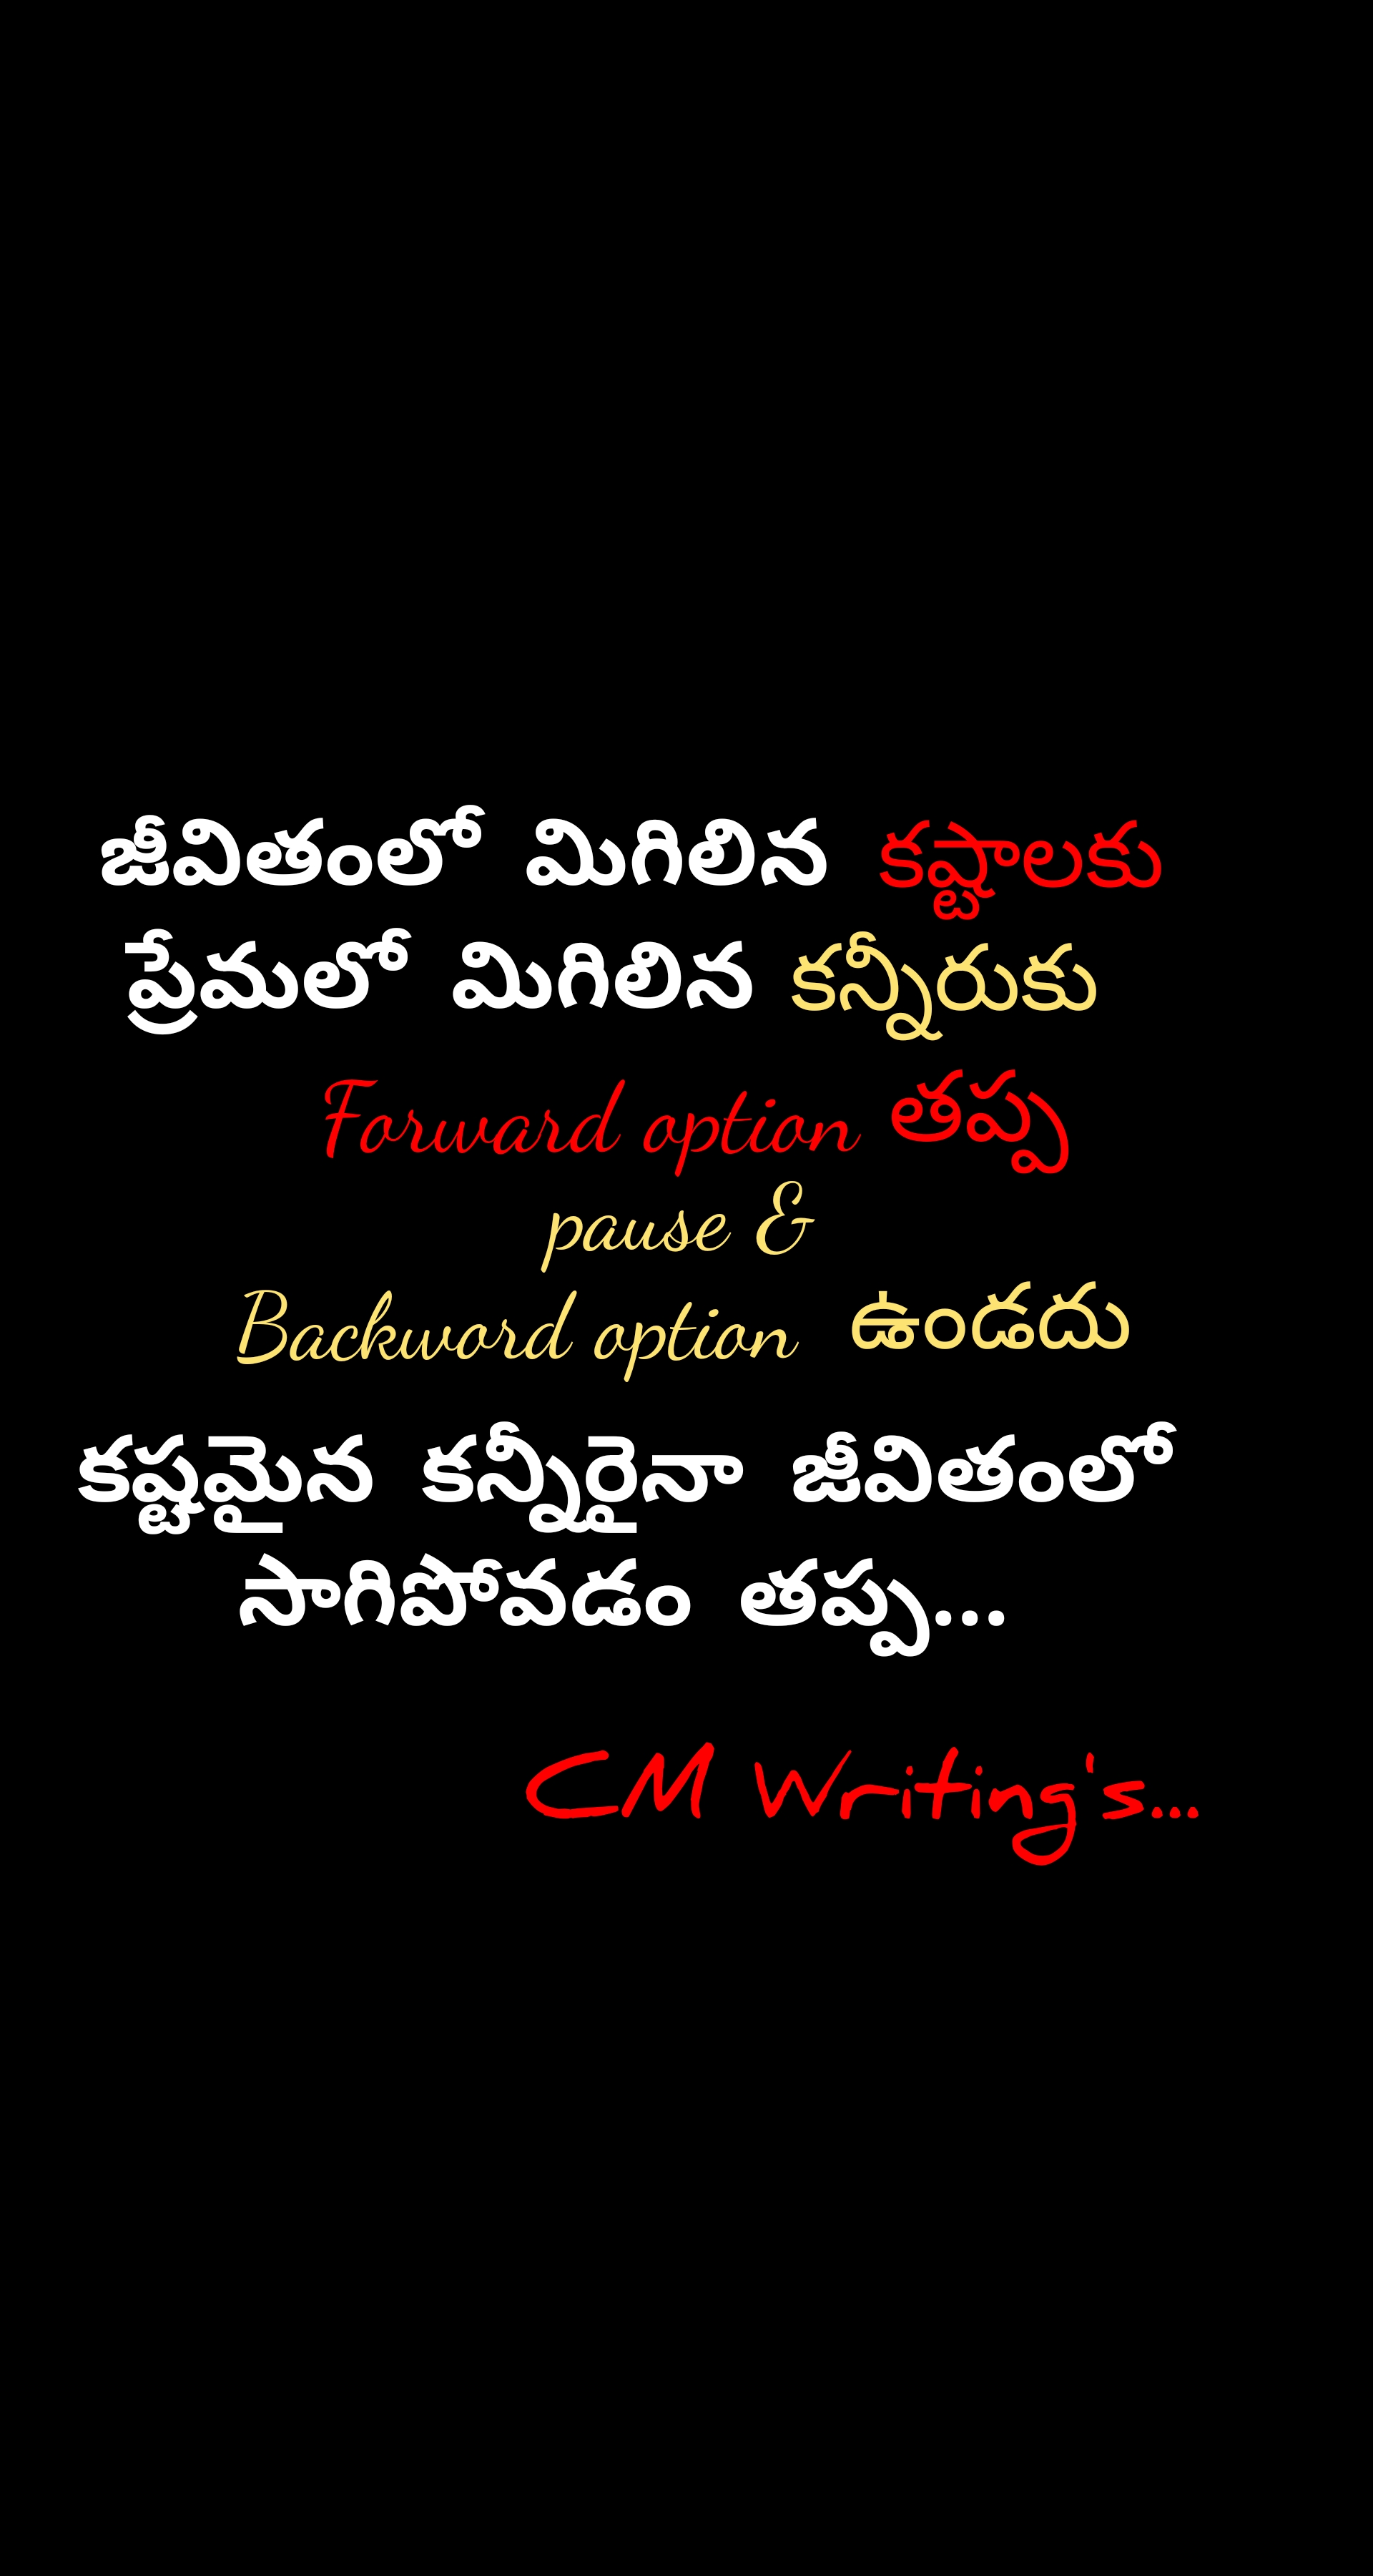 జీవితంలో మిగిలిన కష్టాలకు
ప్రేమలో మిగిలిన కన్నీరుకు
Forward option తప్ప
pause &
Backword option ఉండదు
కష్టమైన కన్నీరైనా జీవితంలో
సాగిపోవడం తప్ప...
CM Writing's...